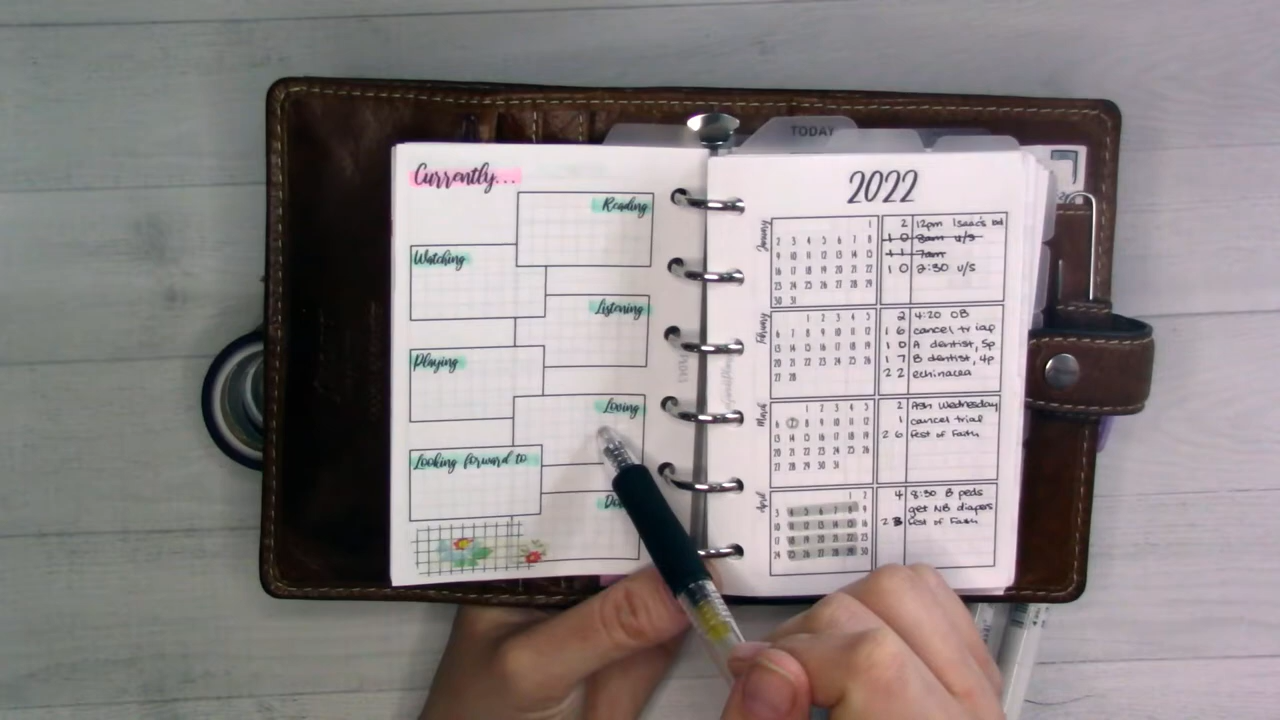 TODAY
Currently...
Reading
Watching
Listening
Playing
Loving
Looking forward to
2022
January
1
2 3 4 5 6 7 8
9 10 11 12 13 14 15
16 17 18 19 20 21 22
23 24 25 26 27 28 29
30 31
2 12pm Isaac's bd
10 8am u/s
11 7am
10 2:30 u/s
February
1 2 3 4 5
6 7 8 9 10 11 12
13 14 15 16 17 18 19
20 21 22 23 24 25 26
27 28
2 4:20 OB
16 cancel trial
10 A dentist, 5p
17 B dentist, 4p
22 echinacea
March
1 2 3 4 5
6 7 8 9 10 11 12
13 14 15 16 17 18 19
20 21 22 23 24 25 26
27 28 29 30 31
2 Ash Wednesday
1 cancel trial
26 Fest of Faith
April
1 2
3 4 5 6 7 8 9
10 11 12 13 14 15 16
17 18 19 20 21 22 23
24 25 26 27 28 29 30
4 8:30 B peds
get NB diapers
23 Fest of Faith